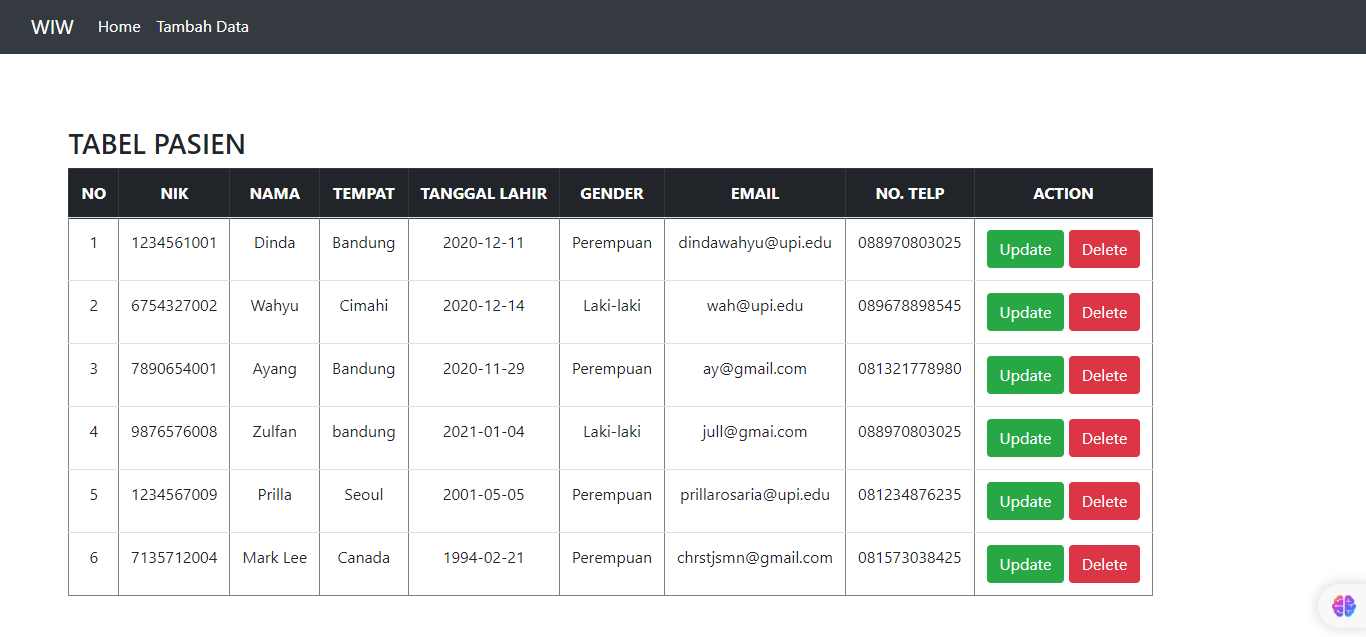 WIW Home Tambah Data
TABEL PASIEN
NO NIK NAMA TEMPAT TANGGAL LAHIR GENDER EMAIL NO. TELP ACTION
1 1234561001 Dinda Bandung 2020-12-11 Perempuan dindawahyu@upi.edu 088970803025 Update Delete
2 6754327002 Wahyu Cimahi 2020-12-14 Laki-laki wah@upi.edu 089678898545 Update Delete
3 7890654001 Ayang Bandung 2020-11-29 Perempuan ay@gmail.com 081321778980 Update Delete
4 9876576008 Zulfan bandung 2021-01-04 Laki-laki jull@gmai.com 088970803025 Update Delete
5 1234567009 Prilla Seoul 2001-05-05 Perempuan prillarosaria@upi.edu 081234876235 Update Delete
6 7135712004 Mark Lee Canada 1994-02-21 Perempuan chrstjsmn@gmail.com 081573038425 Update Delete